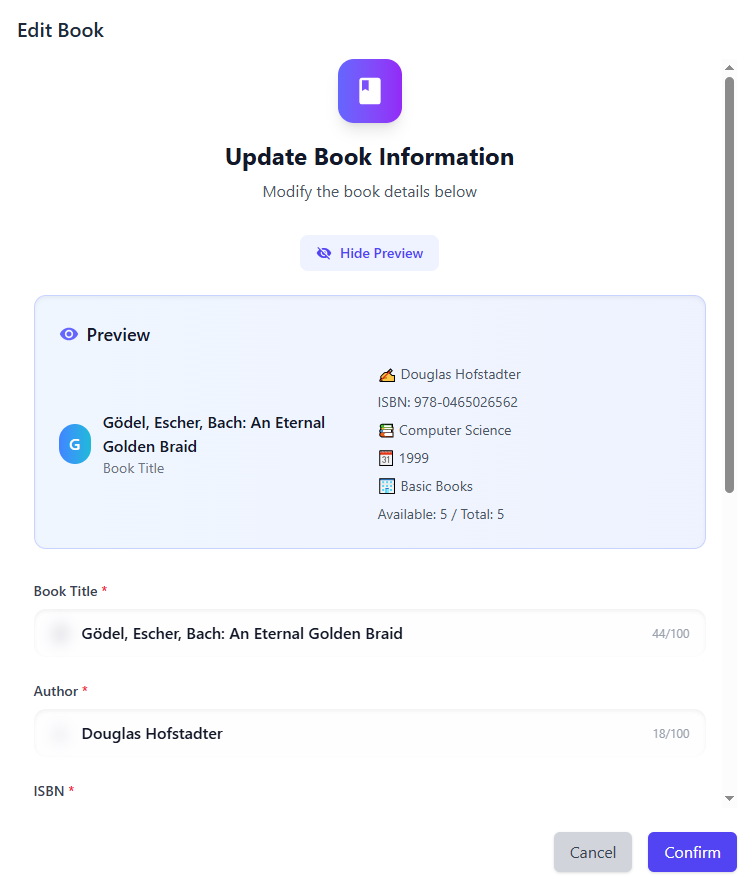 Edit Book
Update Book Information
Modify the book details below
Hide Preview
Preview
G
Gödel, Escher, Bach: An Eternal
Golden Braid
Book Title
Douglas Hofstadter
ISBN: 978-0465026562
Computer Science
31 1999
Basic Books
Available: 5 / Total: 5
Book Title *
Gödel, Escher, Bach: An Eternal Golden Braid 44/100
Author *
Douglas Hofstadter 18/100
ISBN *
Cancel Confirm